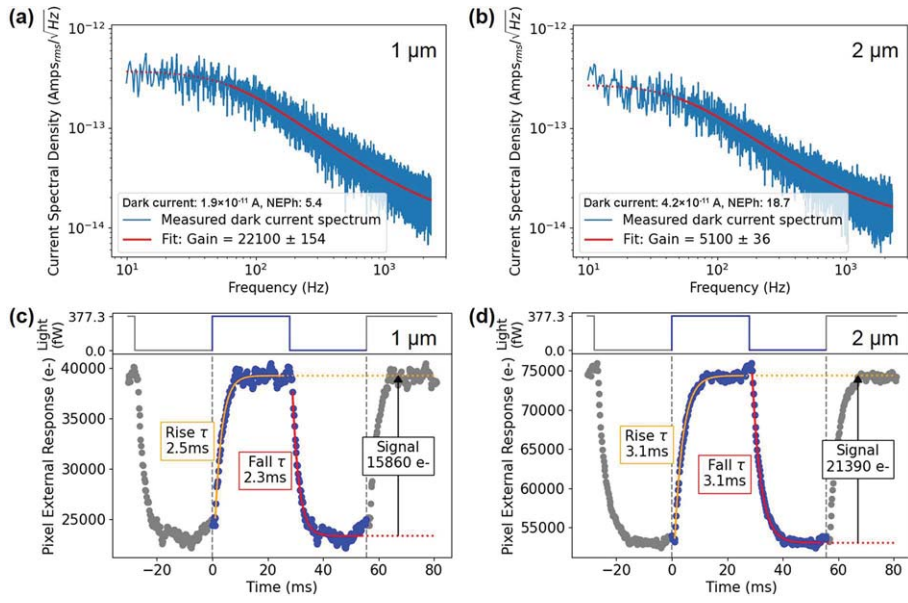 (a)
1 µm
Current Spectral Density (Amps_rms/√Hz)
10⁻¹²
10⁻¹³
10⁻¹⁴
Dark current: 1.9×10⁻¹¹ A, NEPh: 5.4
Measured dark current spectrum
Fit: Gain = 22100 ± 154
10¹ 10² 10³
Frequency (Hz)
(b)
2 µm
Current Spectral Density (Amps_rms/√Hz)
10⁻¹²
10⁻¹³
10⁻¹⁴
Dark current: 4.2×10⁻¹¹ A, NEPh: 18.7
Measured dark current spectrum
Fit: Gain = 5100 ± 36
10¹ 10² 10³
Frequency (Hz)
(c)
Light
(fW)
377.3
0.0
1 µm
Pixel External Response (e-)
40000
35000
30000
25000
Rise τ
2.5ms
Fall τ
2.3ms
Signal
15860 e-
−20 0 20 40 60 80
Time (ms)
(d)
Light
(fW)
377.3
0.0
2 µm
Pixel External Response (e-)
75000
70000
65000
60000
55000
Rise τ
3.1ms
Fall τ
3.1ms
Signal
21390 e-
−20 0 20 40 60 80
Time (ms)